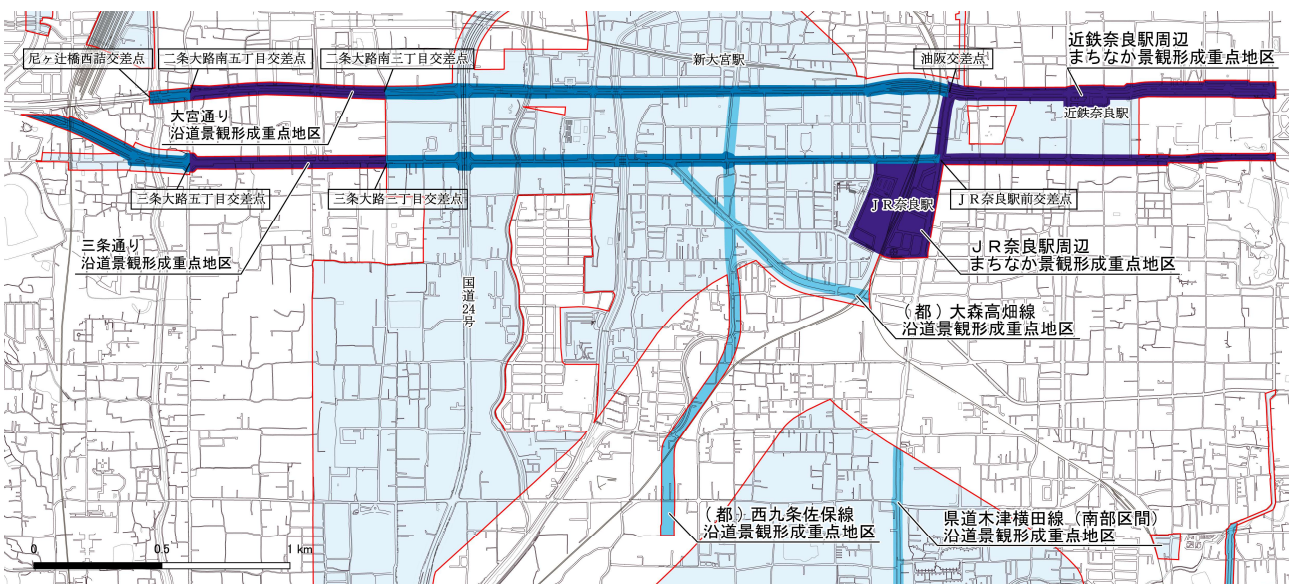 近鉄奈良駅周辺
まちなか景観形成重点地区
尼ヶ辻橋西詰交差点
二条大路南五丁目交差点
二条大路南三丁目交差点
新大宮駅
油阪交差点
大宮通り
沿道景観形成重点地区
近鉄奈良駅
三条大路五丁目交差点
三条大路三丁目交差点
JR奈良駅
JR奈良駅前交差点
三条通り
沿道景観形成重点地区
JR奈良駅周辺
まちなか景観形成重点地区
国道24号
(都)大森高畑線
沿道景観形成重点地区
(都)西九条佐保線
沿道景観形成重点地区
県道木津横田線(南部区間)
沿道景観形成重点地区
0 0.5 1 km